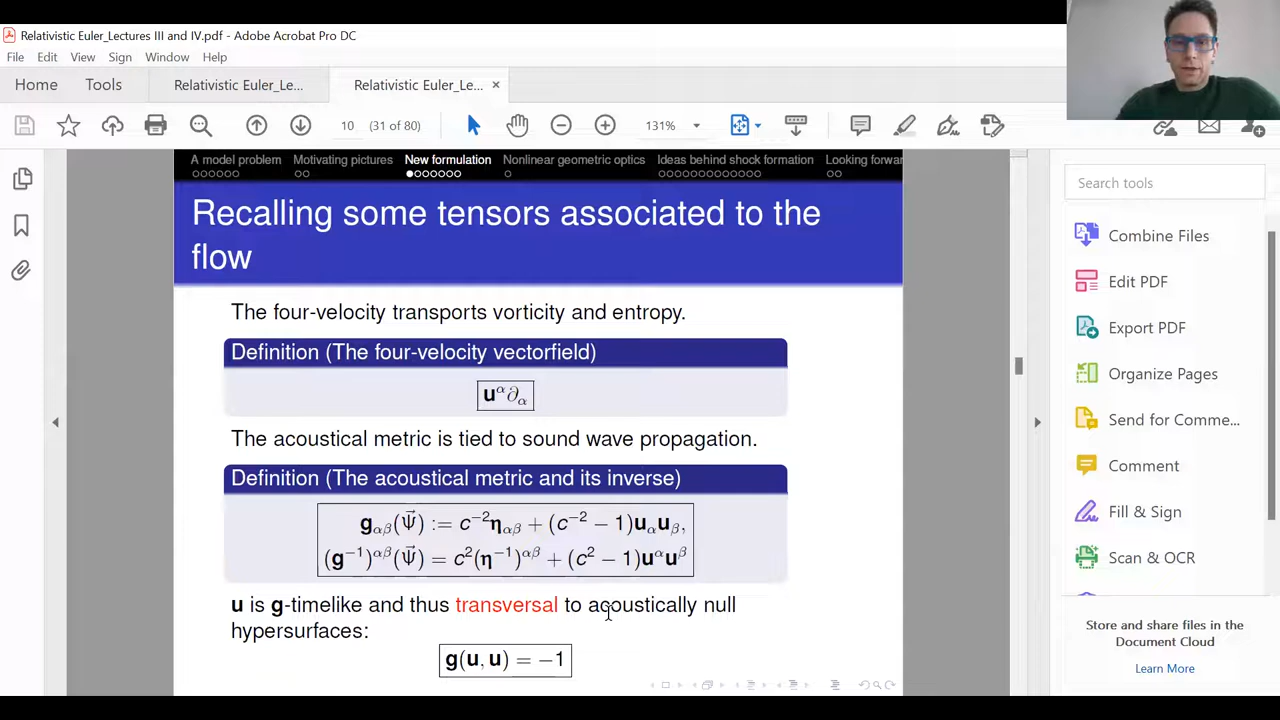 Relativistic Euler_Lectures III and IV.pdf - Adobe Acrobat Pro DC
File Edit View Sign Window Help
Home Tools Relativistic Euler_Le... Relativistic Euler_Le... ×
10 (31 of 80) 131%
A model problem Motivating pictures New formulation Nonlinear geometric optics Ideas behind shock formation Looking forwa
Recalling some tensors associated to the
flow
The four-velocity transports vorticity and entropy.
Definition (The four-velocity vectorfield)
u^α∂_α
The acoustical metric is tied to sound wave propagation.
Definition (The acoustical metric and its inverse)
g_αβ(Ψ⃗) := c⁻²η_αβ + (c⁻² − 1)u_αu_β,
(g⁻¹)^αβ(Ψ⃗) = c²(η⁻¹)^αβ + (c² − 1)u^αu^β
u is g-timelike and thus transversal to acoustically null
hypersurfaces:
g(u, u) = −1
Search tools
Combine Files
Edit PDF
Export PDF
Organize Pages
Send for Comme...
Comment
Fill & Sign
Scan & OCR
Store and share files in the
Document Cloud
Learn More